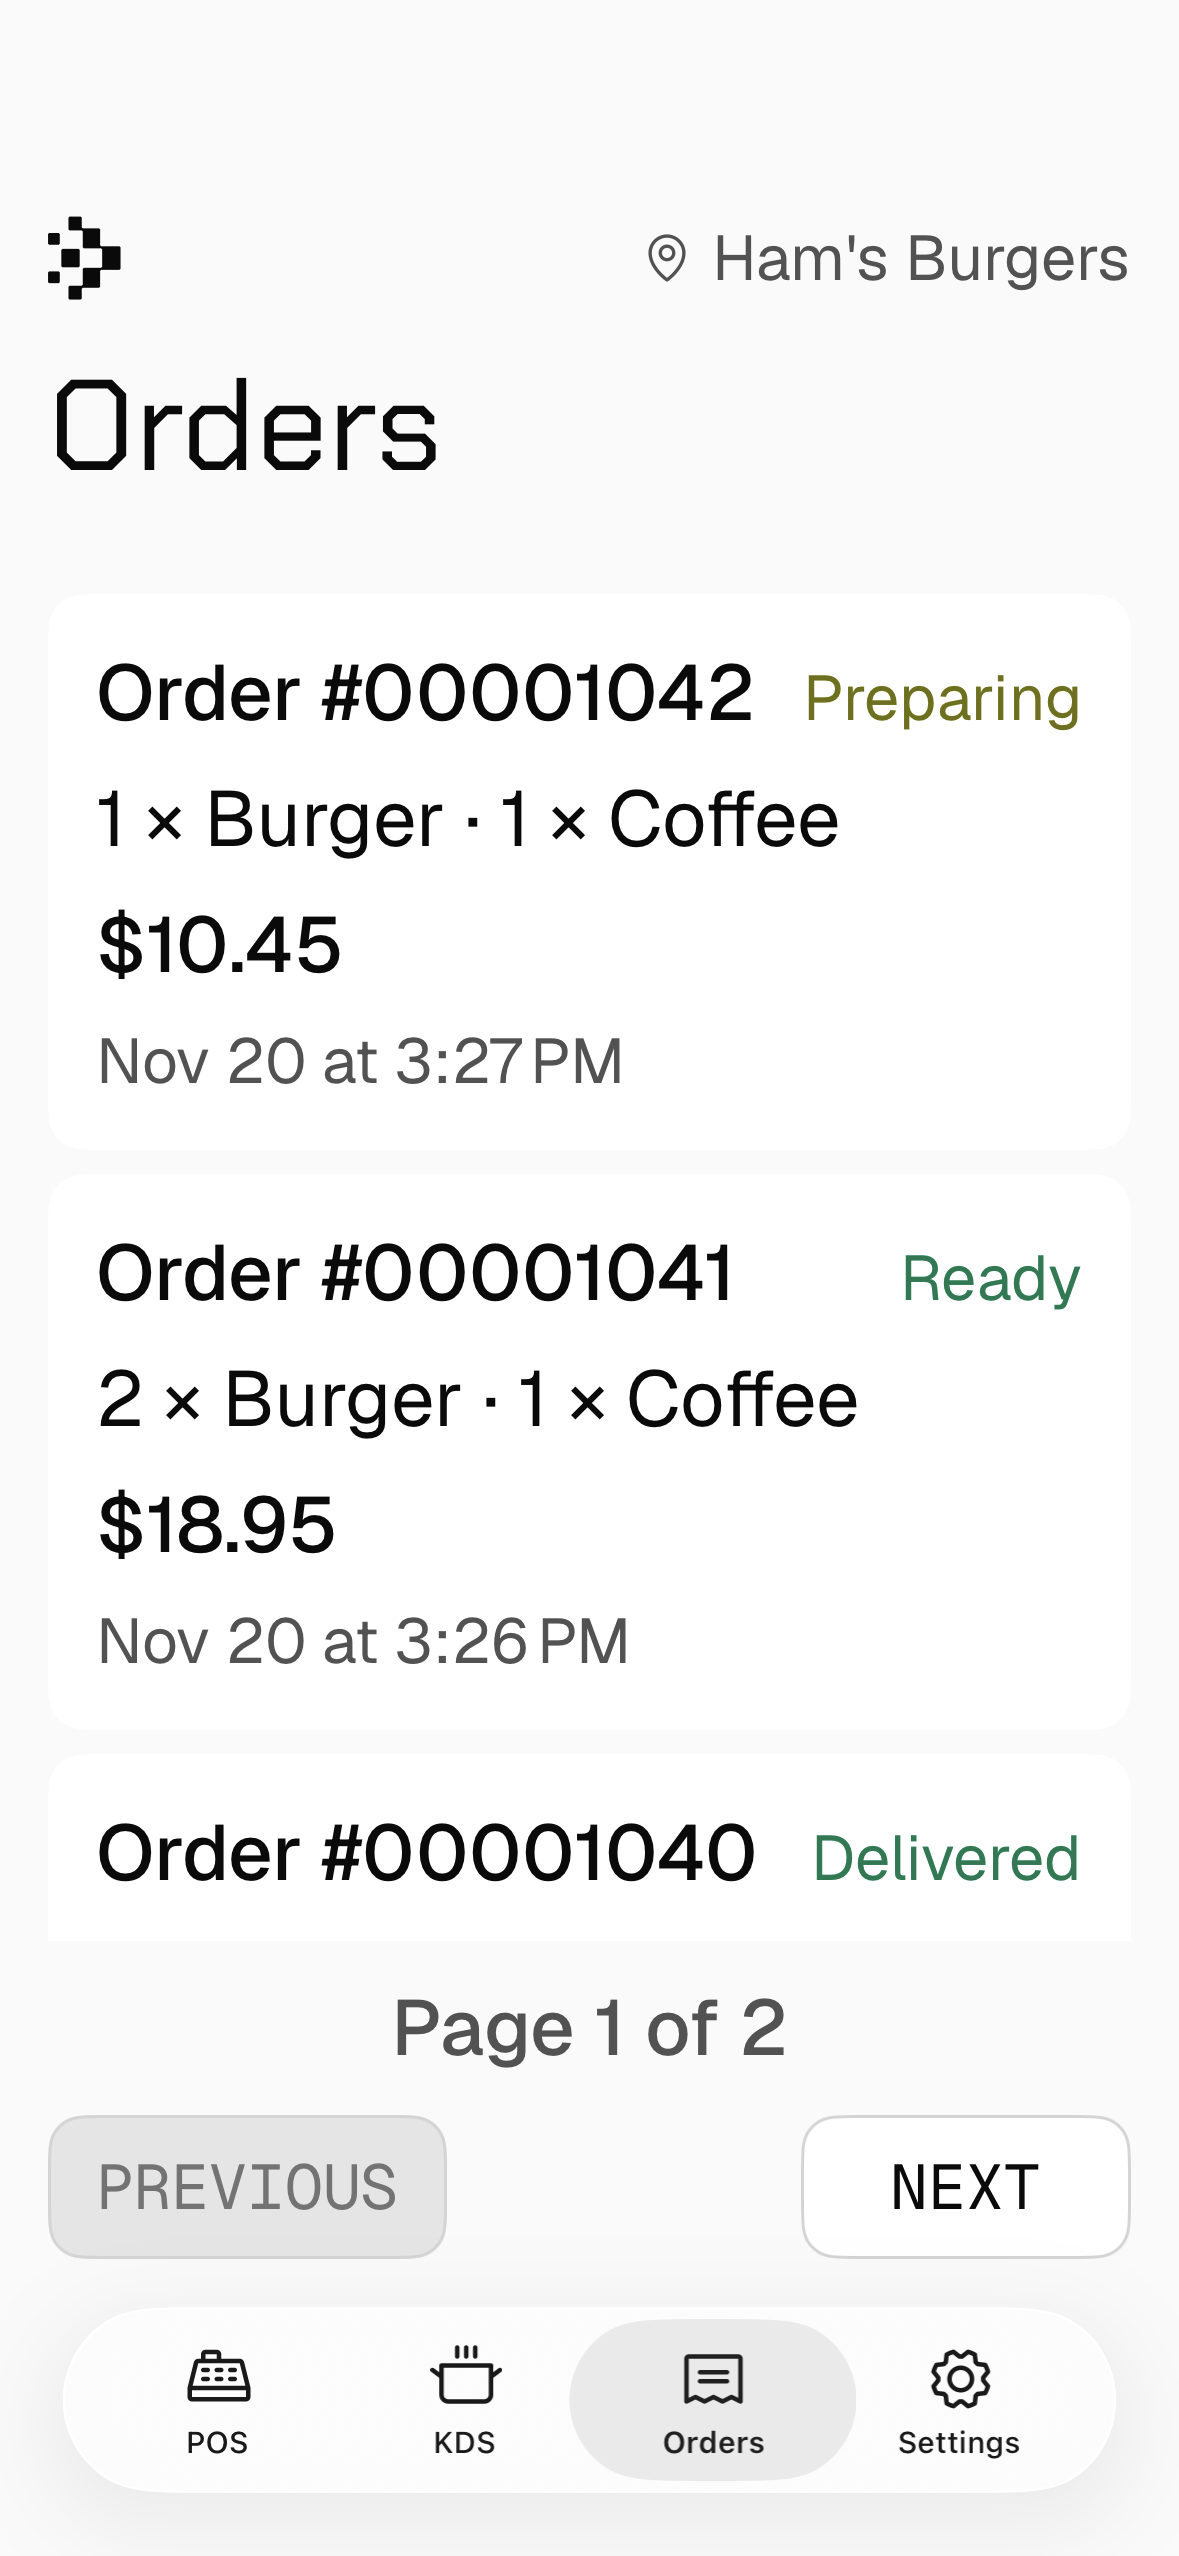 Ham's Burgers
Orders
Order #00001042 Preparing
1 × Burger · 1 × Coffee
$10.45
Nov 20 at 3:27 PM
Order #00001041 Ready
2 × Burger · 1 × Coffee
$18.95
Nov 20 at 3:26 PM
Order #00001040 Delivered
Page 1 of 2
PREVIOUS NEXT
POS KDS Orders Settings